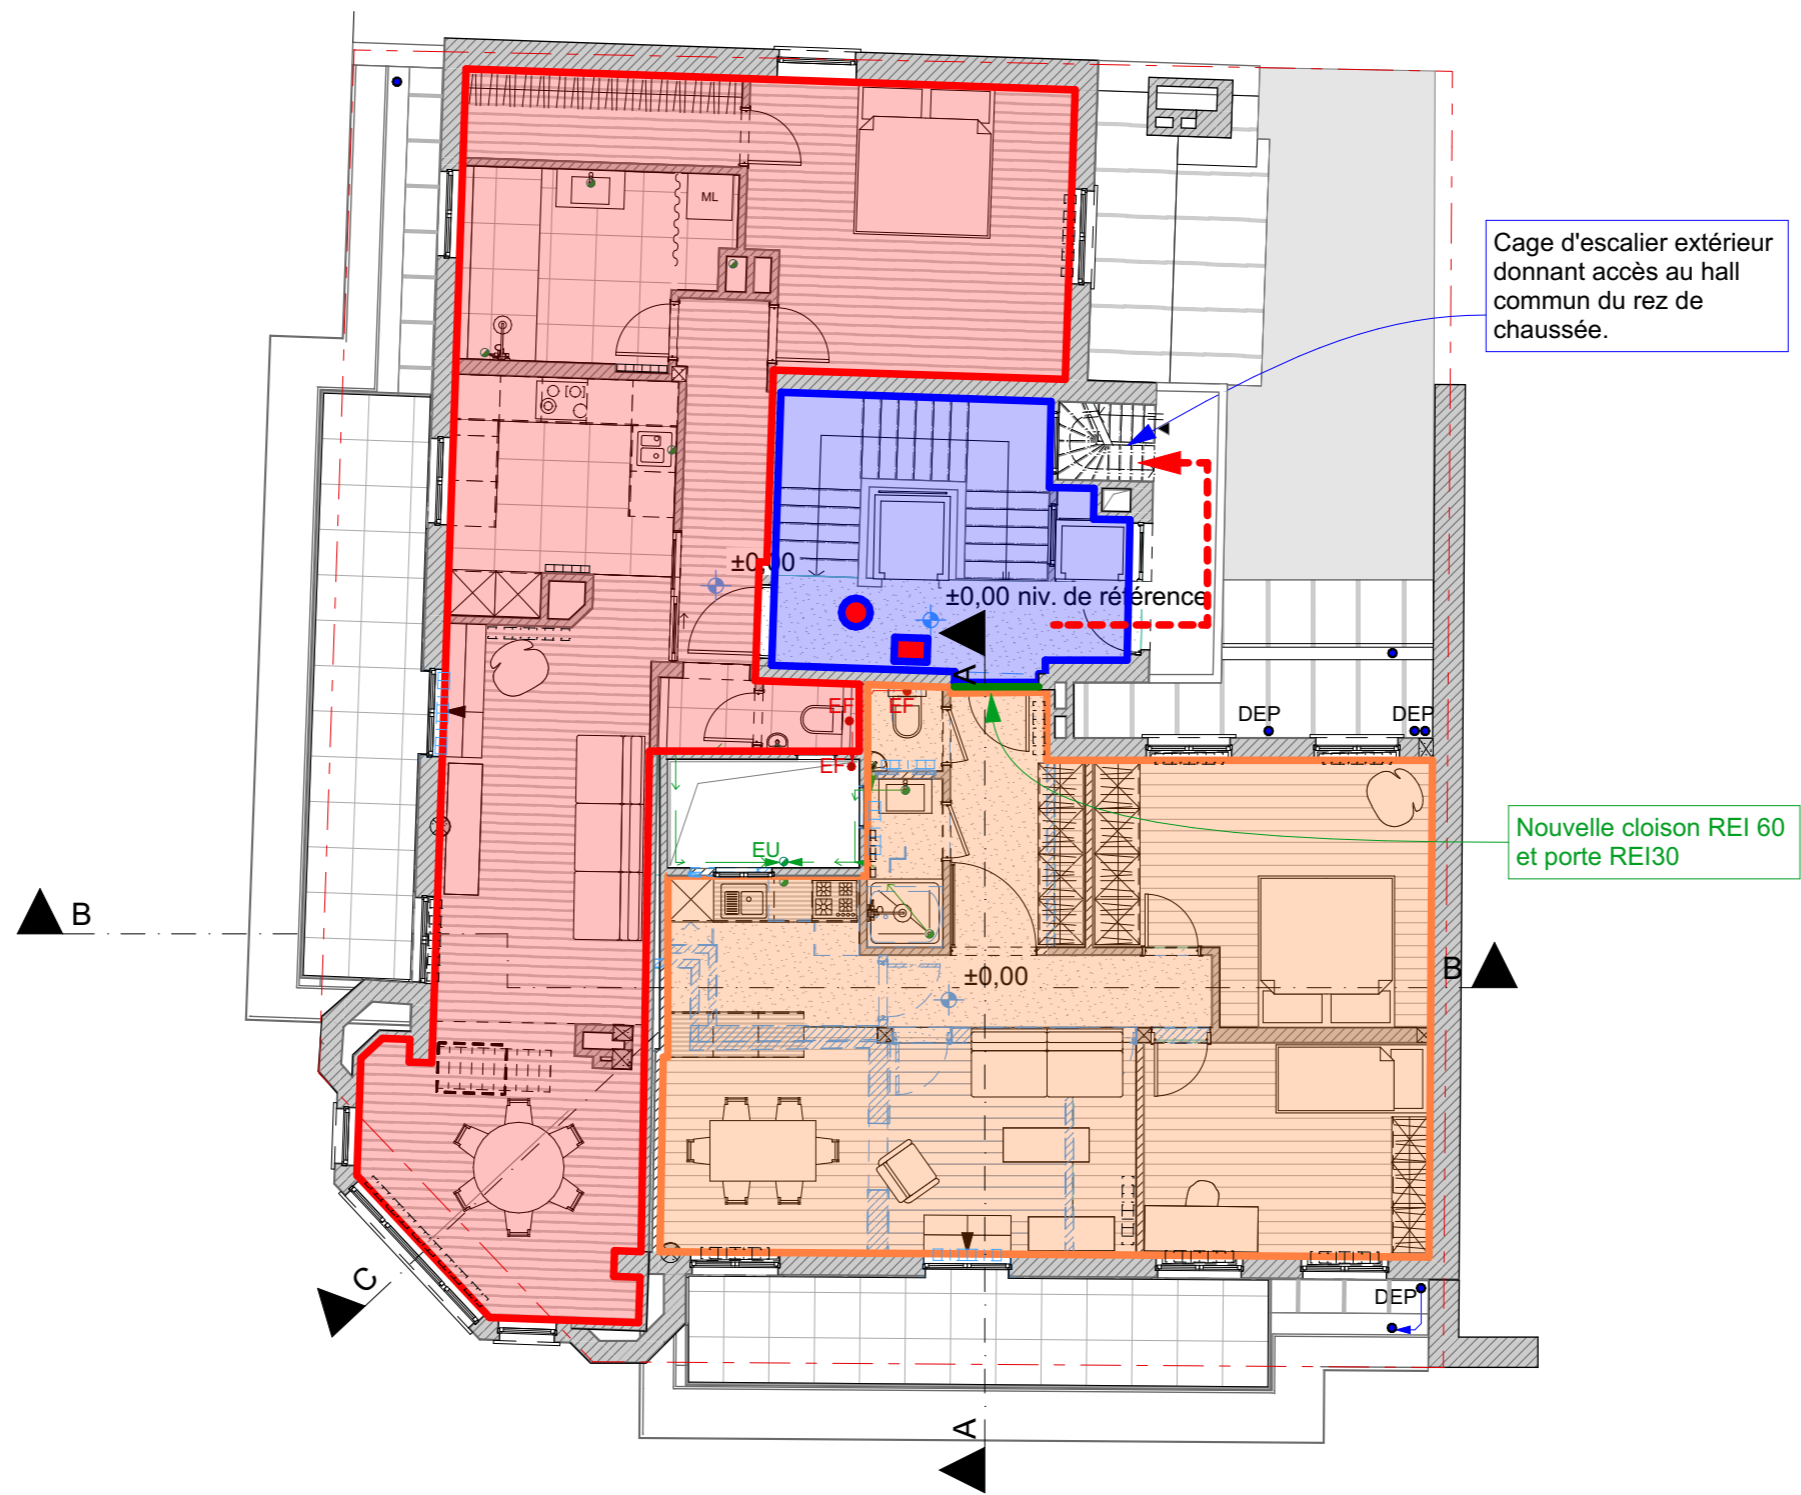 ML
Cage d'escalier extérieur
donnant accès au hall
commun du rez de
chaussée.
±0,00
±0,00 niv. de référence
A
EF
EF
DEP
DEP
EF
Nouvelle cloison REI 60
et porte REI30
EU
B
B
±0,00
C
DEP
A